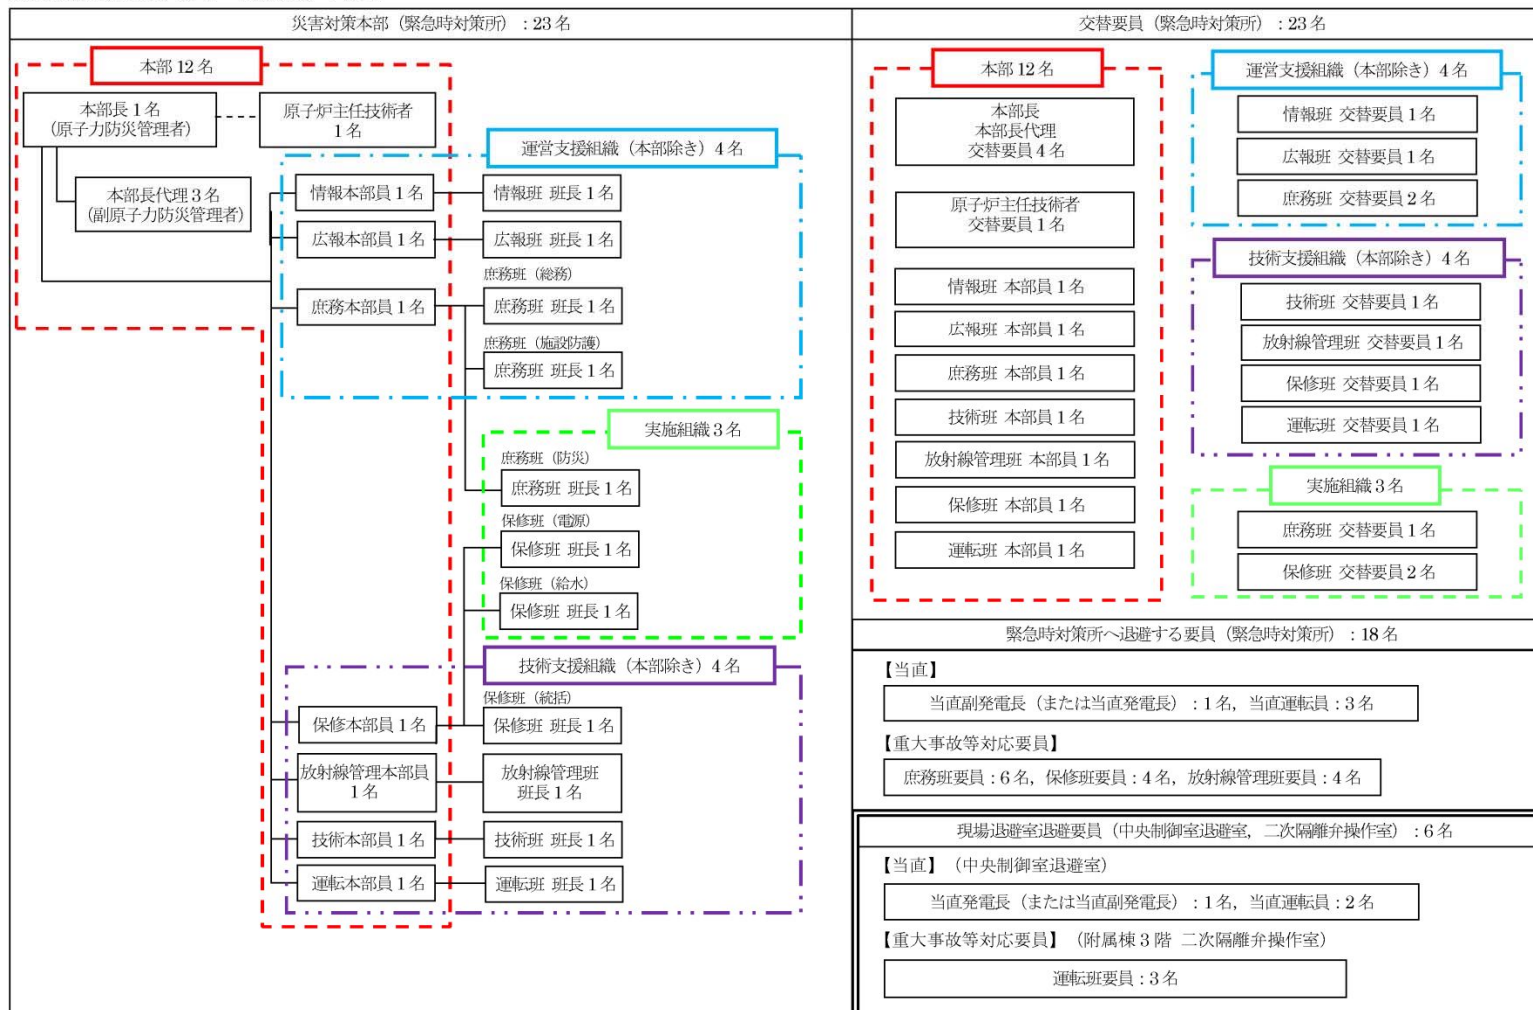 災害対策本部（緊急時対策所）：23名
本部 12名
本部長 1名
(原子力防災管理者)
原子炉主任技術者
1名
本部長代理 3名
(副原子力防災管理者)
運営支援組織（本部除き）4名
情報本部員 1名
情報班 班長 1名
広報本部員 1名
広報班 班長 1名
庶務班（総務）
庶務本部員 1名
庶務班 班長 1名
庶務班（施設防護）
庶務班 班長 1名
実施組織 3名
庶務班（防災）
庶務班 班長 1名
保修班（電源）
保修班 班長 1名
保修班（給水）
保修班 班長 1名
技術支援組織（本部除き）4名
保修班（統括）
保修本部員 1名
保修班 班長 1名
放射線管理本部員
1名
放射線管理班
班長 1名
技術本部員 1名
技術班 班長 1名
運転本部員 1名
運転班 班長 1名
交替要員（緊急時対策所）：23名
本部 12名
本部長
本部長代理
交替要員 4名
原子炉主任技術者
交替要員 1名
情報班 本部員 1名
広報班 本部員 1名
庶務班 本部員 1名
技術班 本部員 1名
放射線管理班 本部員 1名
保修班 本部員 1名
運転班 本部員 1名
運営支援組織（本部除き）4名
情報班 交替要員 1名
広報班 交替要員 1名
庶務班 交替要員 2名
技術支援組織（本部除き）4名
技術班 交替要員 1名
放射線管理班 交替要員 1名
保修班 交替要員 1名
運転班 交替要員 1名
実施組織 3名
庶務班 交替要員 1名
保修班 交替要員 2名
緊急時対策所へ退避する要員（緊急時対策所）：18名
【当直】
当直副発電長（または当直発電長）：1名，当直運転員：3名
【重大事故等対応要員】
庶務班要員：6名，保修班要員：4名，放射線管理班要員：4名
現場退避室退避要員（中央制御室退避室，二次隔離弁操作室）：6名
【当直】（中央制御室退避室）
当直発電長（または当直副発電長）：1名，当直運転員：2名
【重大事故等対応要員】（附属棟3階 二次隔離弁操作室）
運転班要員：3名